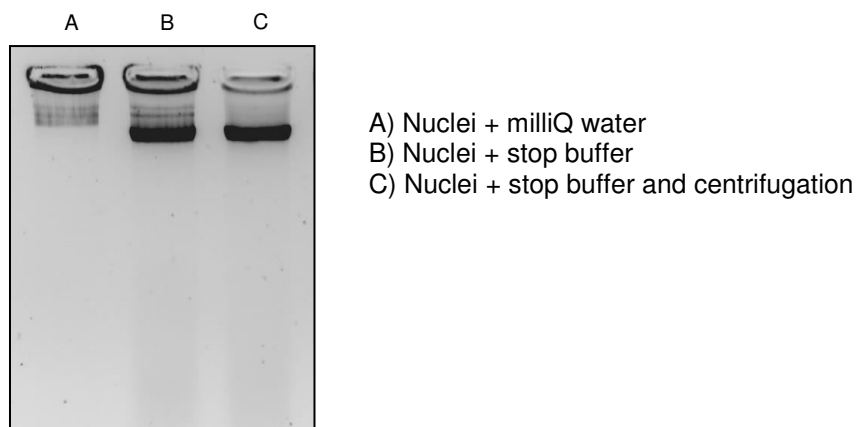 A B C
A) Nuclei + milliQ water
B) Nuclei + stop buffer
C) Nuclei + stop buffer and centrifugation